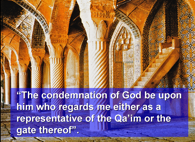 “The condemnation of God be upon
him who regards me either as a
representative of the Qa’im or the
gate thereof”.